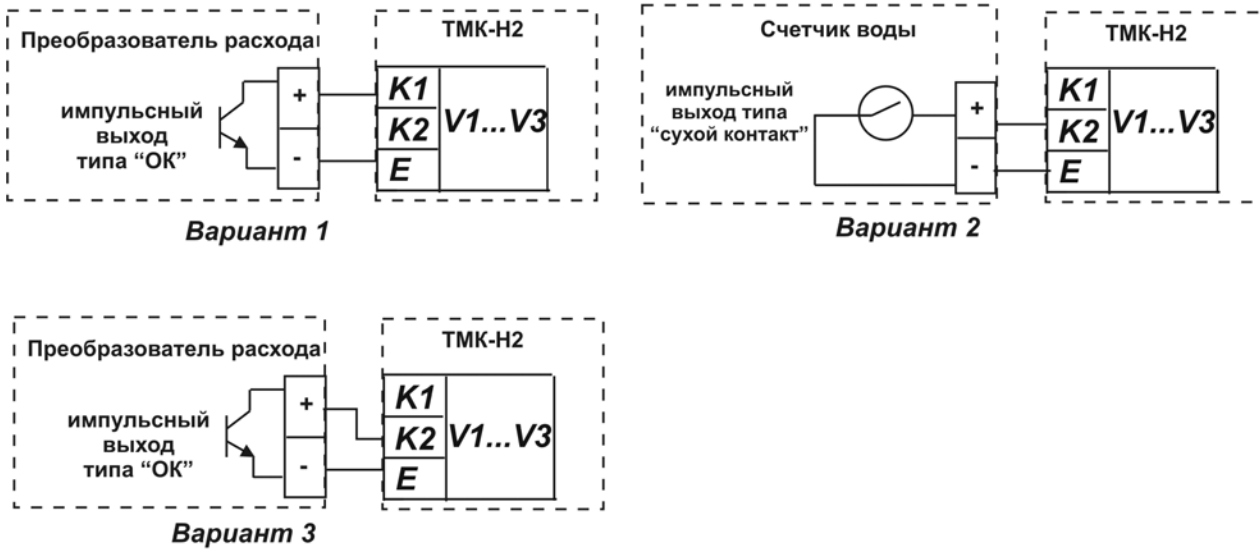 Преобразователь расхода
импульсный
выход
типа “ОК”
+
-
ТМК-Н2
K1
K2
E
V1...V3
Вариант 1
Счетчик воды
импульсный
выход типа
“сухой контакт”
+
-
ТМК-Н2
K1
K2
E
V1...V3
Вариант 2
Преобразователь расхода
импульсный
выход
типа “ОК”
+
-
ТМК-Н2
K1
K2
E
V1...V3
Вариант 3